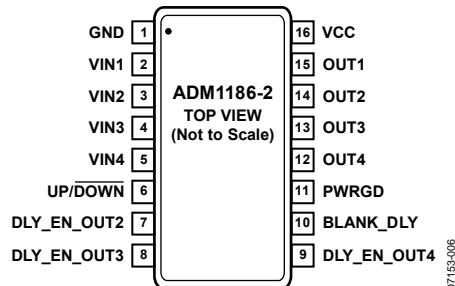 GND 1 16 VCC
VIN1 2 15 OUT1
VIN2 3 ADM1186-2 14 OUT2
TOP VIEW
VIN3 4 (Not to Scale) 13 OUT3
VIN4 5 12 OUT4
UP/DOWN 6 11 PWRGD
DLY_EN_OUT2 7 10 BLANK_DLY
DLY_EN_OUT3 8 9 DLY_EN_OUT4
07153-006